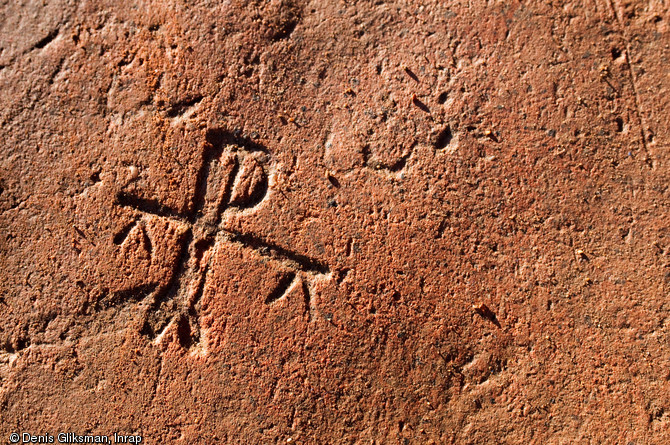 ⳨
© Denis Gliksman, Inrap